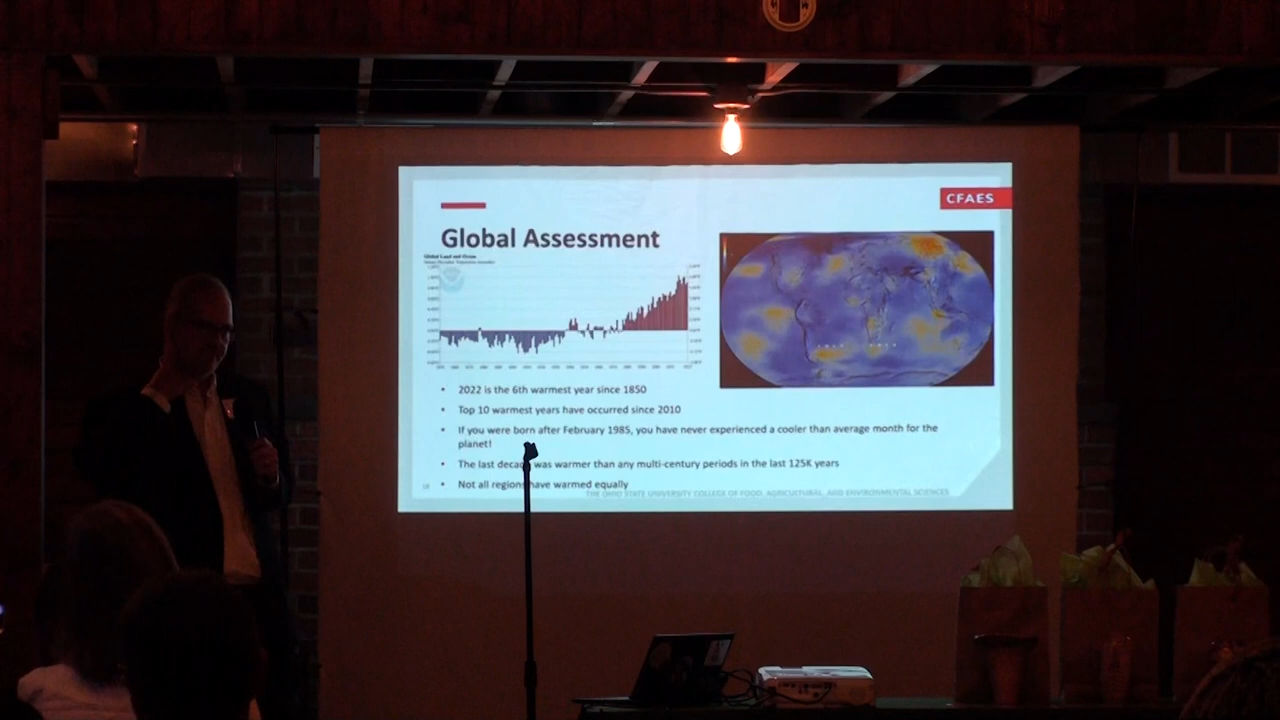 CFAES
Global Assessment
Global Land and Ocean
• 2022 is the 6th warmest year since 1850
• Top 10 warmest years have occurred since 2010
• If you were born after February 1985, you have never experienced a cooler than average month for the
planet!
• The last decade was warmer than any multi-century periods in the last 125K years
• Not all regions have warmed equally
THE OHIO STATE UNIVERSITY COLLEGE OF FOOD, AGRICULTURAL, AND ENVIRONMENTAL SCIENCES